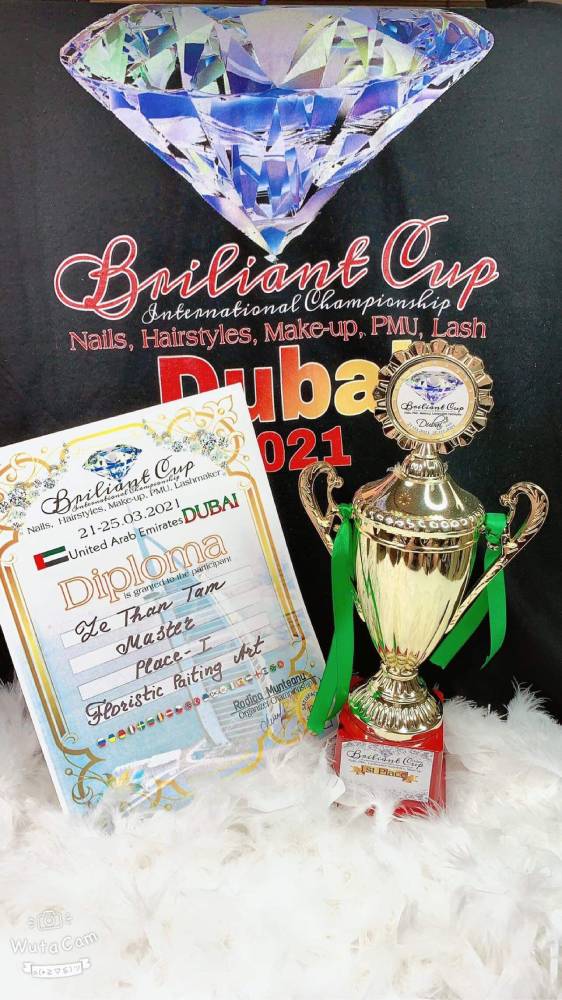 Briliant Cup
International Championship
Nails, Hairstyles, Make-up, PMU, Lash
Dubai
2021
Briliant Cup
Dubai
Briliant Cup
International Championship
Nails, Hairstyles, Make-up, PMU, Lashmaker
21-25.03.2021
United Arab Emirates DUBAI
Diploma
is granted to the participant
Le Than Tam
Master
Place - I
Floristic Paiting Art
Rodica Munteanu
Briliant Cup
1st Place
WutaCam